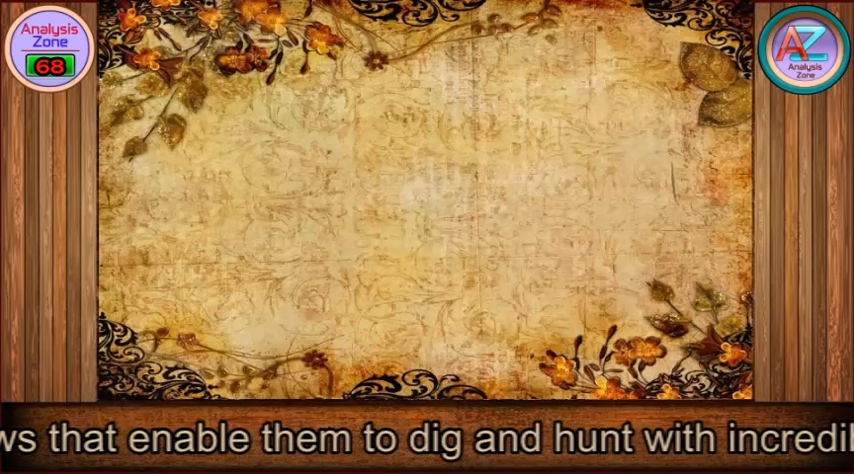 Analysis
Zone
68
AZ
Analysis
Zone
ws that enable them to dig and hunt with incredi